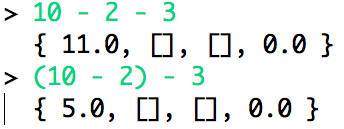 > 10 - 2 - 3
{ 11.0, [], [], 0.0 }
> (10 - 2) - 3
{ 5.0, [], [], 0.0 }